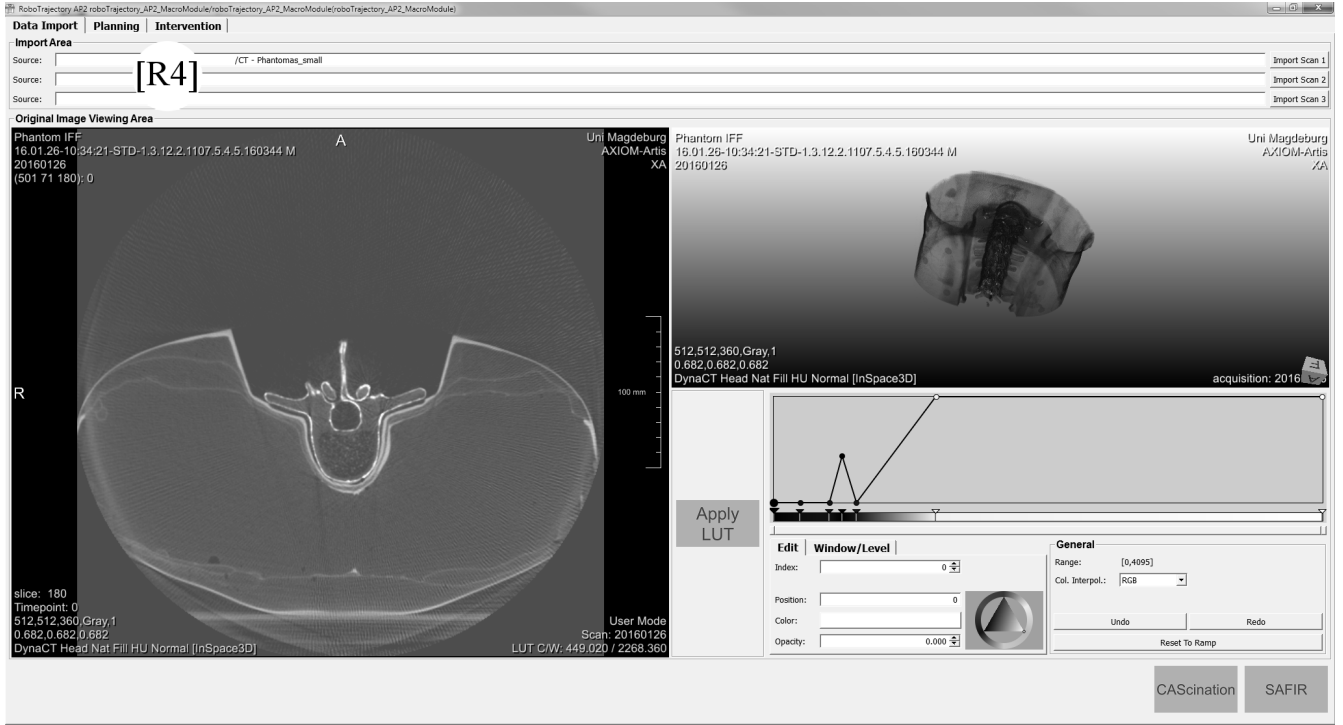 RoboTrajectory AP2 roboTrajectory_AP2_MacroModule/roboTrajectory_AP2_MacroModule(roboTrajectory_AP2_MacroModule)
Data Import Planning Intervention
Import Area
Source: /CT - Phantomas_small Import Scan 1
Source: Import Scan 2
Source: Import Scan 3
[R4]
Original Image Viewing Area
Phantom IFF
16.01.26-10:34:21-STD-1.3.12.2.1107.5.4.5.160344 M
20160126
(501 71 180): 0
A
Uni Magdeburg
AXIOM-Artis
XA
R
100 mm
slice: 180
Timepoint: 0
512,512,360,Gray,1
0.682,0.682,0.682
DynaCT Head Nat Fill HU Normal [InSpace3D]
User Mode
Scan: 20160126
LUT C/W: 449.020 / 2268.360
Phantom IFF
16.01.26-10:34:21-STD-1.3.12.2.1107.5.4.5.160344 M
20160126
Uni Magdeburg
AXIOM-Artis
XA
512,512,360,Gray,1
0.682,0.682,0.682
DynaCT Head Nat Fill HU Normal [InSpace3D]
acquisition:
Apply
LUT
Edit Window/Level
Index: 0
Position: 0
Color:
Opacity: 0.000
General
Range: [0,4095]
Col. Interpol.: RGB
Undo Redo
Reset To Ramp
CAScination SAFIR